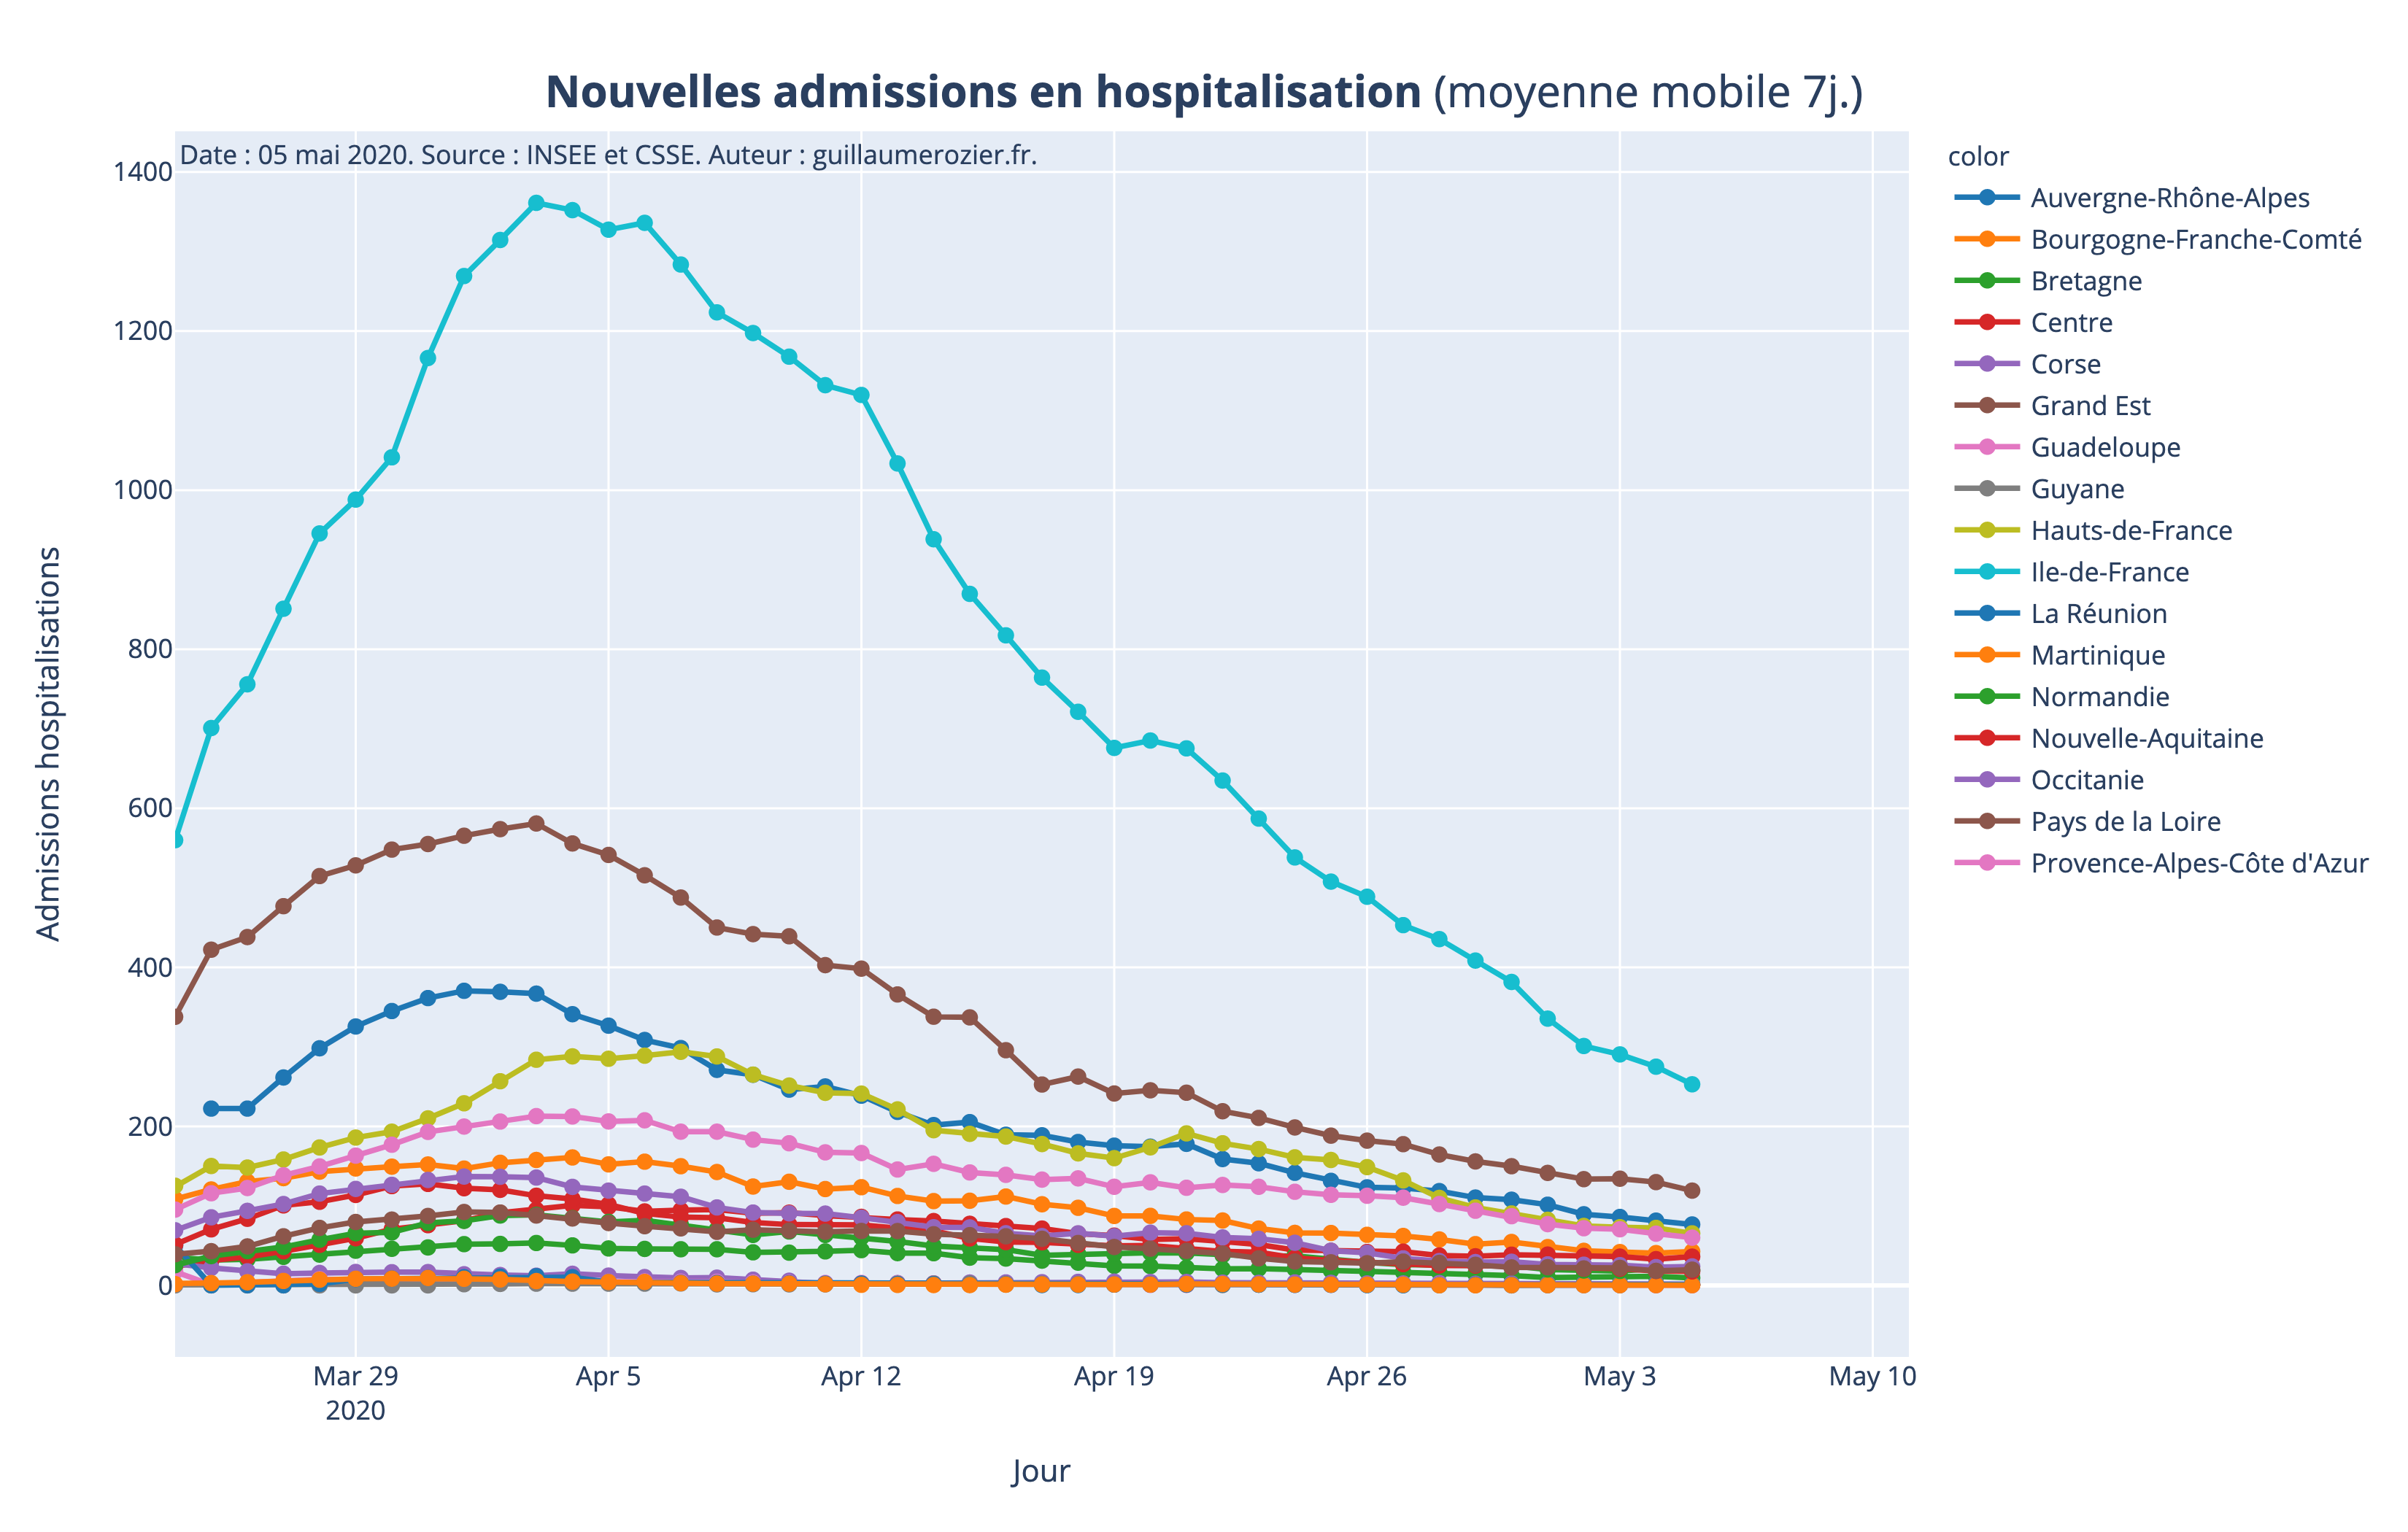 Nouvelles admissions en hospitalisation (moyenne mobile 7j.)
Date : 05 mai 2020. Source : INSEE et CSSE. Auteur : guillaumerozier.fr.
1400
1200
1000
800
600
400
200
0
Admissions hospitalisations
Mar 29
2020
Apr 5
Apr 12
Apr 19
Apr 26
May 3
May 10
Jour
color
Auvergne-Rhône-Alpes
Bourgogne-Franche-Comté
Bretagne
Centre
Corse
Grand Est
Guadeloupe
Guyane
Hauts-de-France
Ile-de-France
La Réunion
Martinique
Normandie
Nouvelle-Aquitaine
Occitanie
Pays de la Loire
Provence-Alpes-Côte d'Azur